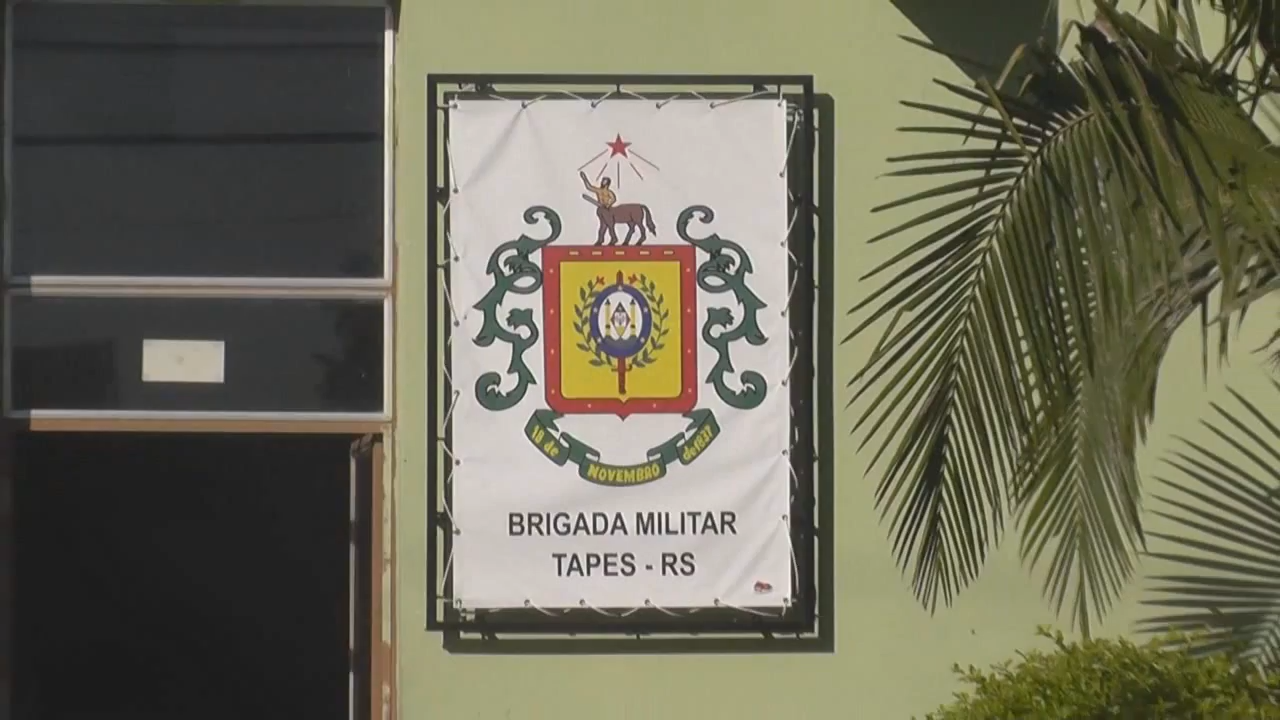 18 de
NOVEMBRO
de 1837
BRIGADA MILITAR
TAPES - RS